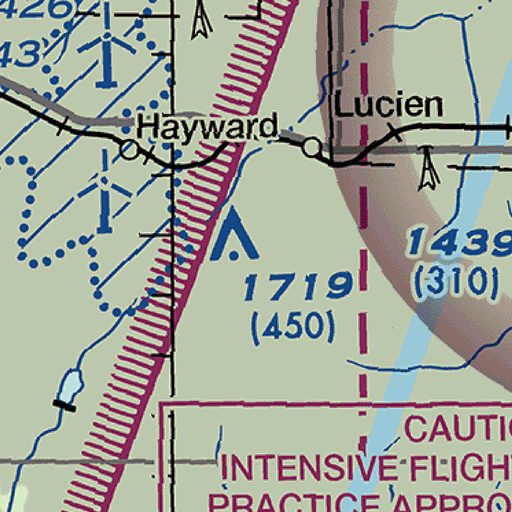 426
43
Lucien
Hayward
1439
(310)
1719
(450)
CAUTIO
INTENSIVE FLIGHT
PRACTICE APPRO